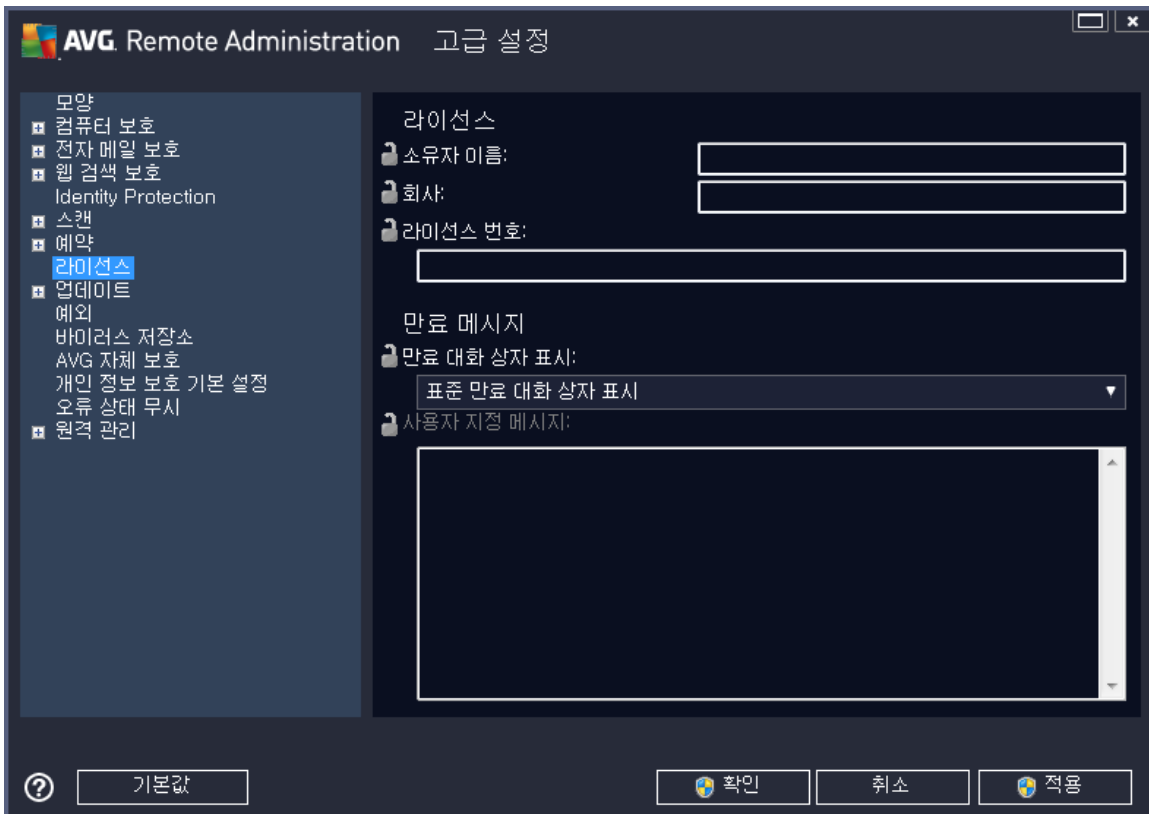 AVG. Remote Administration 고급 설정
모양
컴퓨터 보호
전자 메일 보호
웹 검색 보호
Identity Protection
스캔
예약
라이선스
업데이트
예외
바이러스 저장소
AVG 자체 보호
개인 정보 보호 기본 설정
오류 상태 무시
원격 관리
라이선스
소유자 이름:
회사:
라이선스 번호:
만료 메시지
만료 대화 상자 표시:
표준 만료 대화 상자 표시
사용자 지정 메시지:
기본값
확인
취소
적용